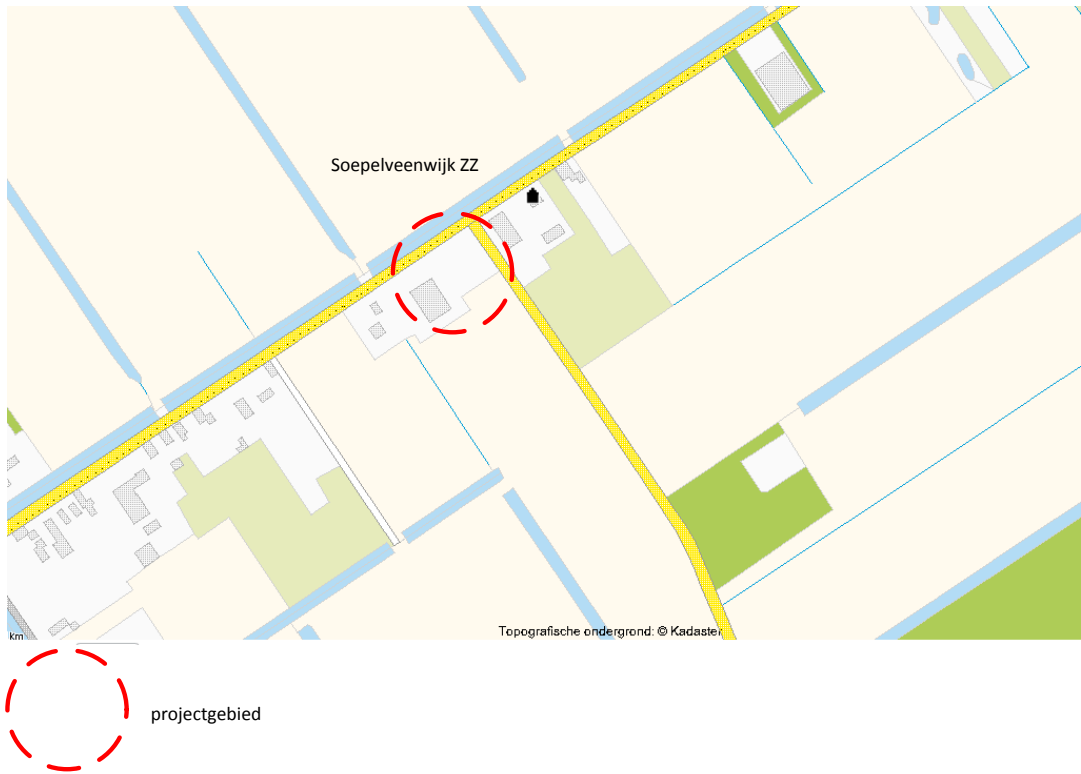 Soepelveenwijk ZZ
Topografische ondergrond: © Kadaster
km
projectgebied